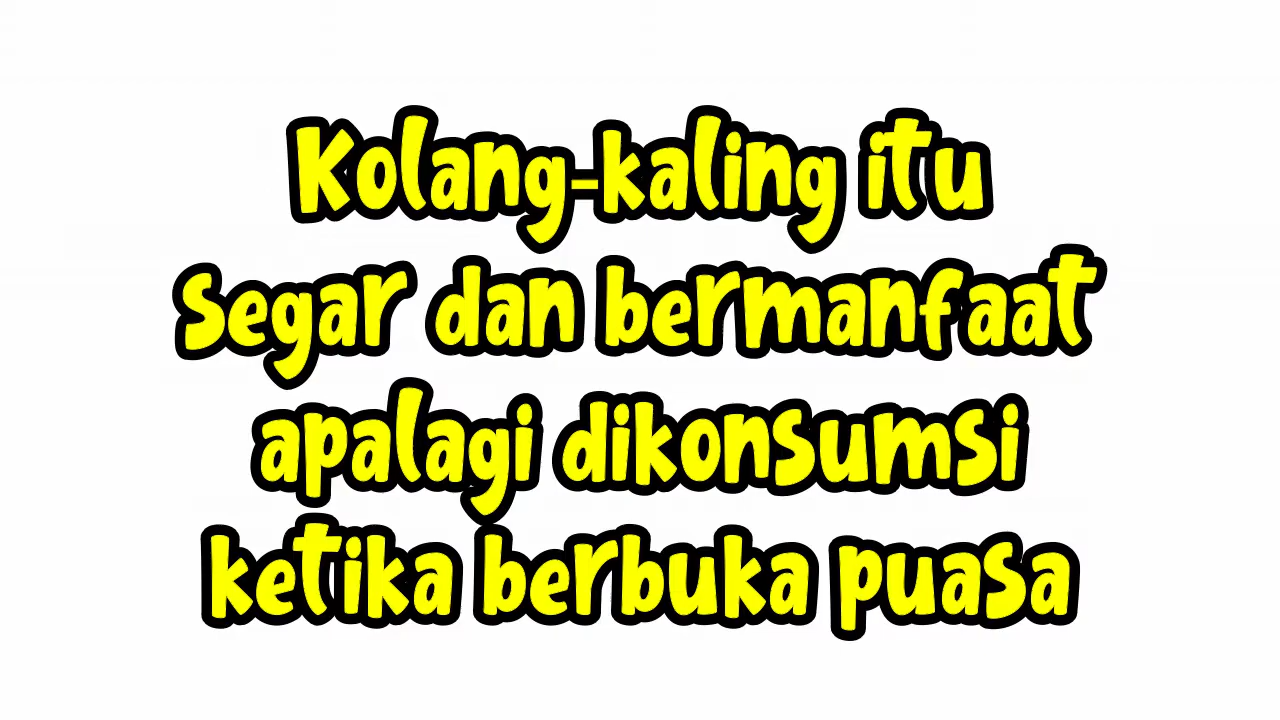 Kolang-kaling itu
segar dan bermanfaat
apalagi dikonsumsi
ketika berbuka puasa